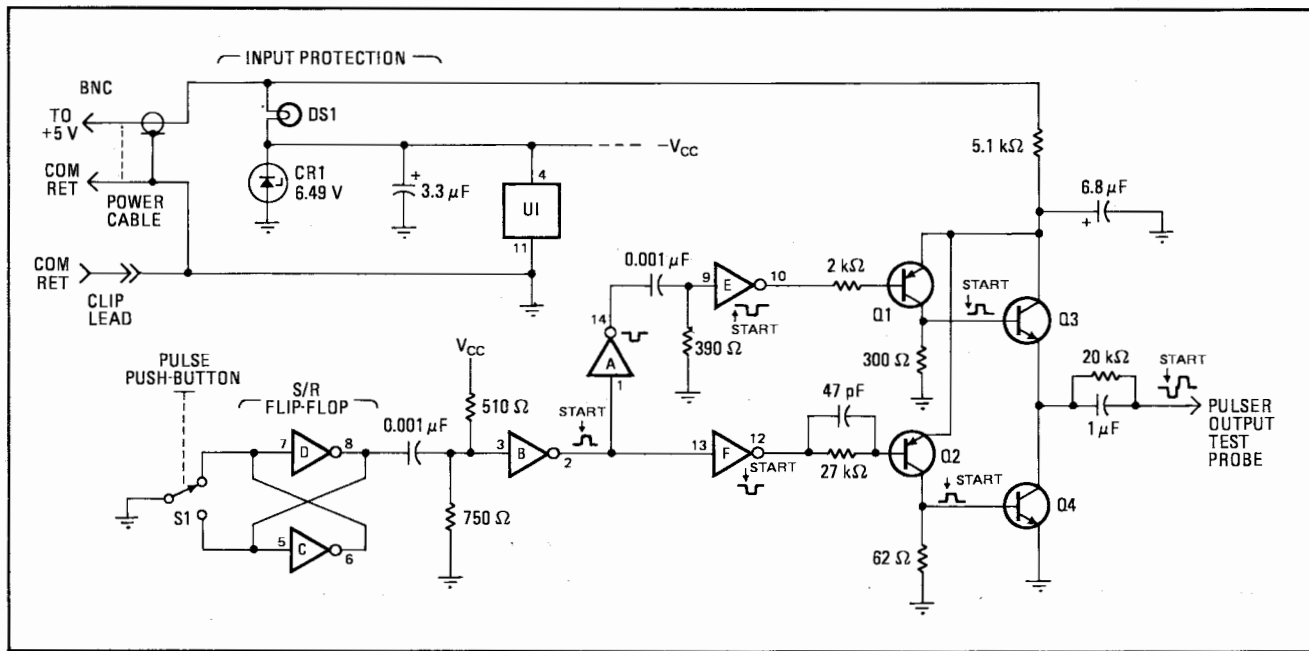 INPUT PROTECTION
BNC
TO
+5 V
COM
RET
POWER
CABLE
COM
RET
CLIP
LEAD
DS1
CR1
6.49 V
+
3.3 µF
4
UI
11
–VCC
5.1 kΩ
6.8 µF
+
0.001 µF
9
E
10
START
2 kΩ
Q1
START
Q3
14
A
1
390 Ω
300 Ω
20 kΩ
START
1 µF
PULSER
OUTPUT
TEST
PROBE
PULSE
PUSH-BUTTON
S/R
FLIP-FLOP
S1
7
D
8
5
C
6
0.001 µF
VCC
510 Ω
750 Ω
3
B
2
START
13
F
12
START
47 pF
27 kΩ
Q2
START
Q4
62 Ω